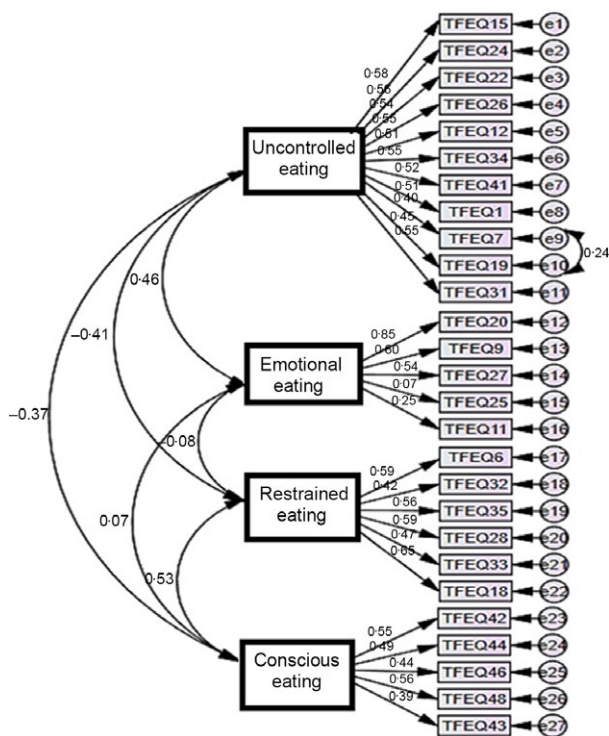 TFEQ15 e1
TFEQ24 e2
0·58
TFEQ22 e3
0·56
0·54
TFEQ26 e4
0·55
TFEQ12 e5
0·51
Uncontrolled
eating
0·55
TFEQ34 e6
0·52
TFEQ41 e7
0·51
TFEQ1 e8
0·40
0·45
TFEQ7 e9
0·55
0·24
TFEQ19 e10
TFEQ31 e11
0·46
–0·41
TFEQ20 e12
0·85
0·60
TFEQ9 e13
Emotional
eating
0·54
TFEQ27 e14
0·07
TFEQ25 e15
0·25
TFEQ11 e16
–0·37
–0·08
TFEQ6 e17
0·59
0·42
TFEQ32 e18
Restrained
eating
0·56
TFEQ35 e19
0·59
TFEQ28 e20
0·47
TFEQ33 e21
0·65
TFEQ18 e22
0·07
0·53
TFEQ42 e23
0·55
0·49
TFEQ44 e24
Conscious
eating
0·44
TFEQ46 e25
0·56
TFEQ48 e26
0·39
TFEQ43 e27